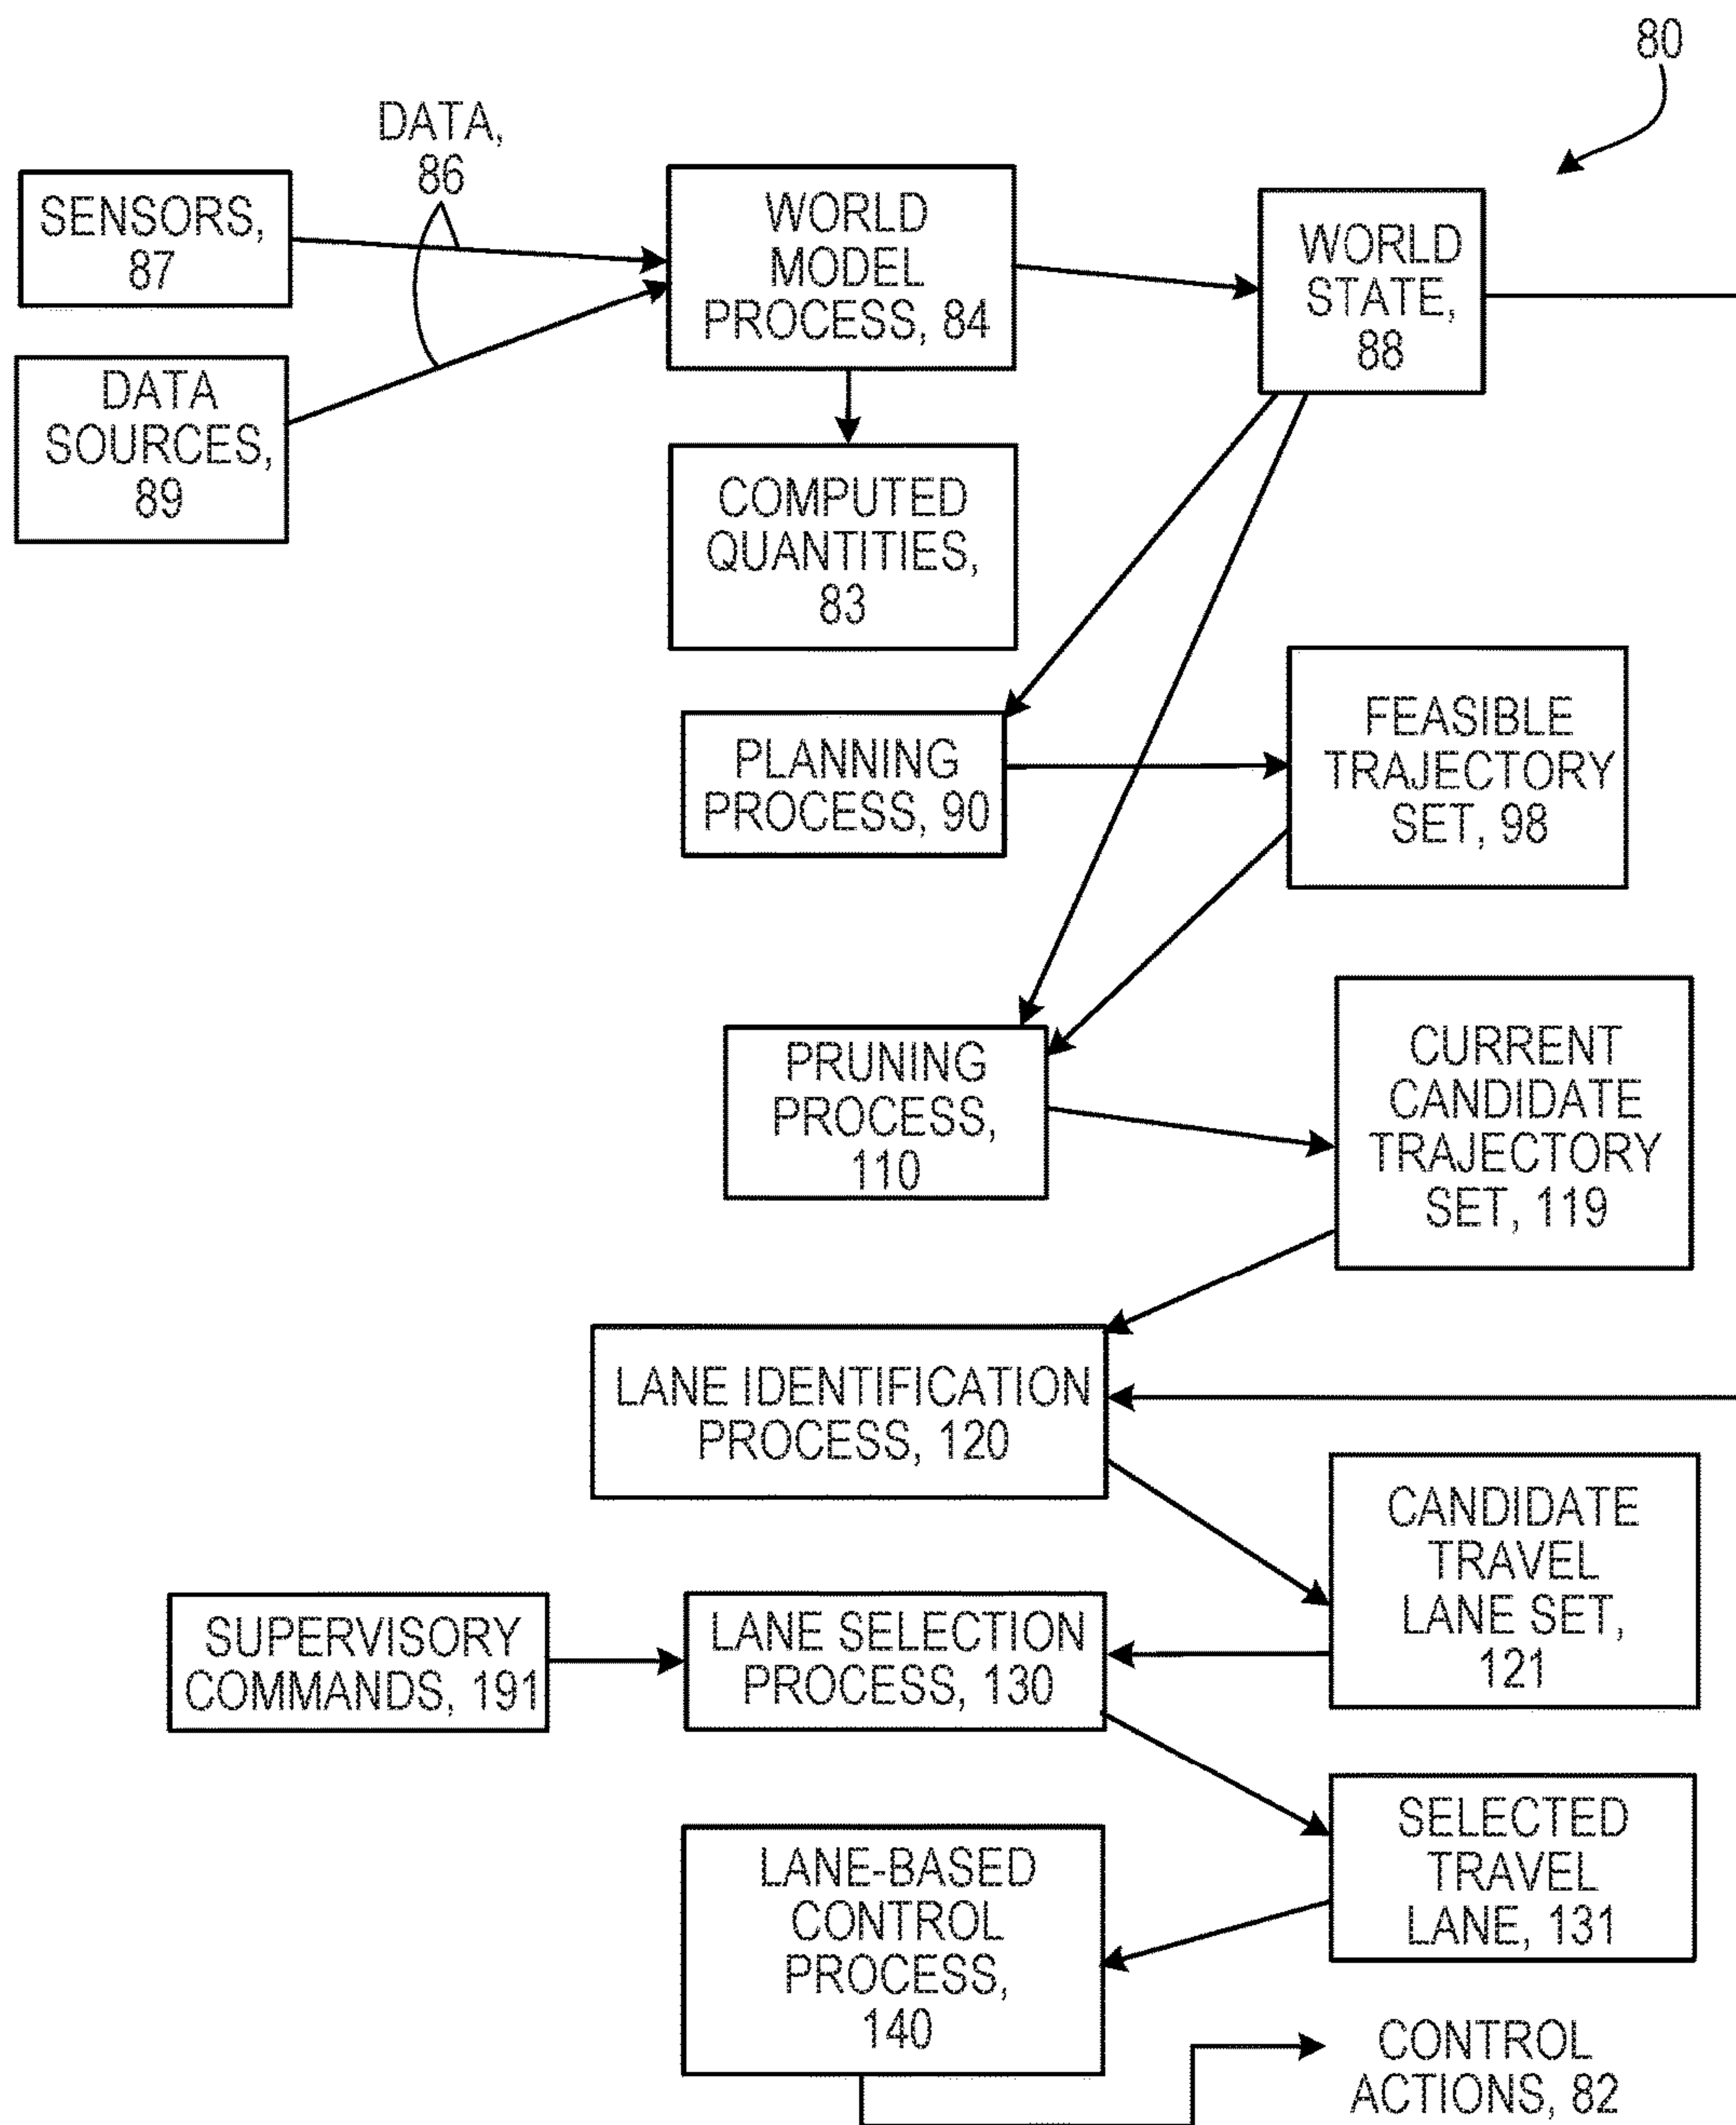 80
DATA,
86
SENSORS,
87
DATA
SOURCES,
89
WORLD
MODEL
PROCESS, 84
WORLD
STATE,
88
COMPUTED
QUANTITIES,
83
PLANNING
PROCESS, 90
FEASIBLE
TRAJECTORY
SET, 98
PRUNING
PROCESS,
110
CURRENT
CANDIDATE
TRAJECTORY
SET, 119
LANE IDENTIFICATION
PROCESS, 120
CANDIDATE
TRAVEL
LANE SET,
121
SUPERVISORY
COMMANDS, 191
LANE SELECTION
PROCESS, 130
SELECTED
TRAVEL
LANE, 131
LANE-BASED
CONTROL
PROCESS,
140
CONTROL
ACTIONS, 82